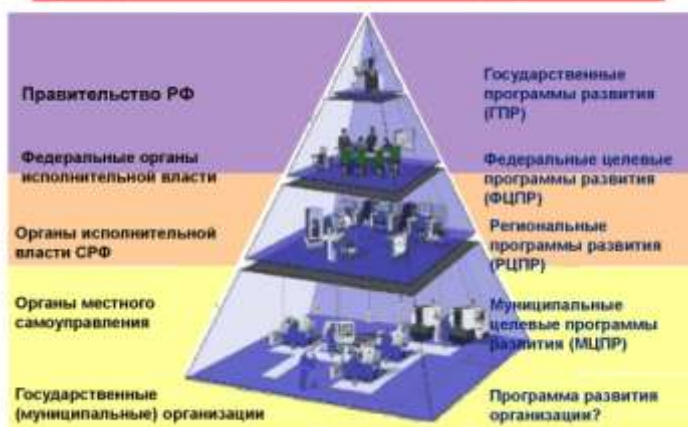 Правительство РФ
Государственные
программы развития
(ГПР)
Федеральные органы
исполнительной власти
Федеральные целевые
программы развития
(ФЦПР)
Органы исполнительной
власти СРФ
Региональные
программы развития
(РЦПР)
Органы местного
самоуправления
Муниципальные
целевые программы
развития (МЦПР)
Государственные
(муниципальные) организации
Программа развития
организации?